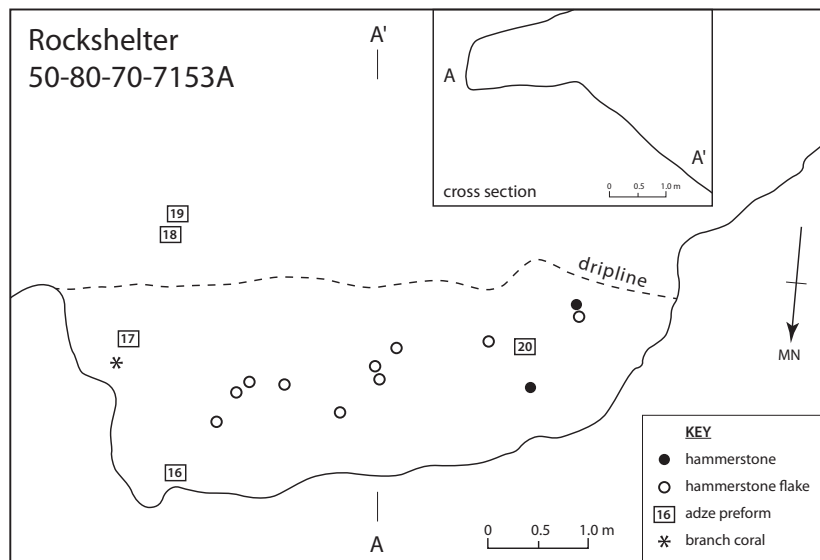 Rockshelter
50-80-70-7153A
A'
A
A'
0 0.5 1.0 m
cross section
19
18
dripline
17
20
MN
16
A
0 0.5 1.0 m
KEY
hammerstone
hammerstone flake
16 adze preform
branch coral